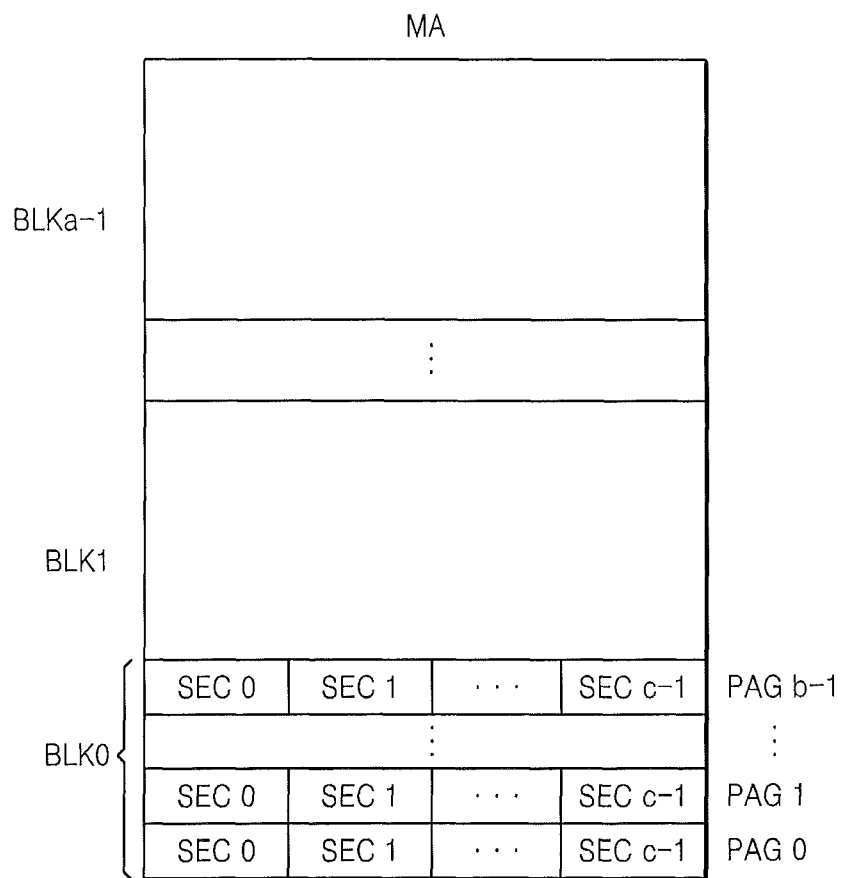 MA
BLKa-1
⋮
BLK1
BLK0
SEC 0 SEC 1 · · · SEC c-1 PAG b-1
⋮ ⋮
SEC 0 SEC 1 · · · SEC c-1 PAG 1
SEC 0 SEC 1 · · · SEC c-1 PAG 0